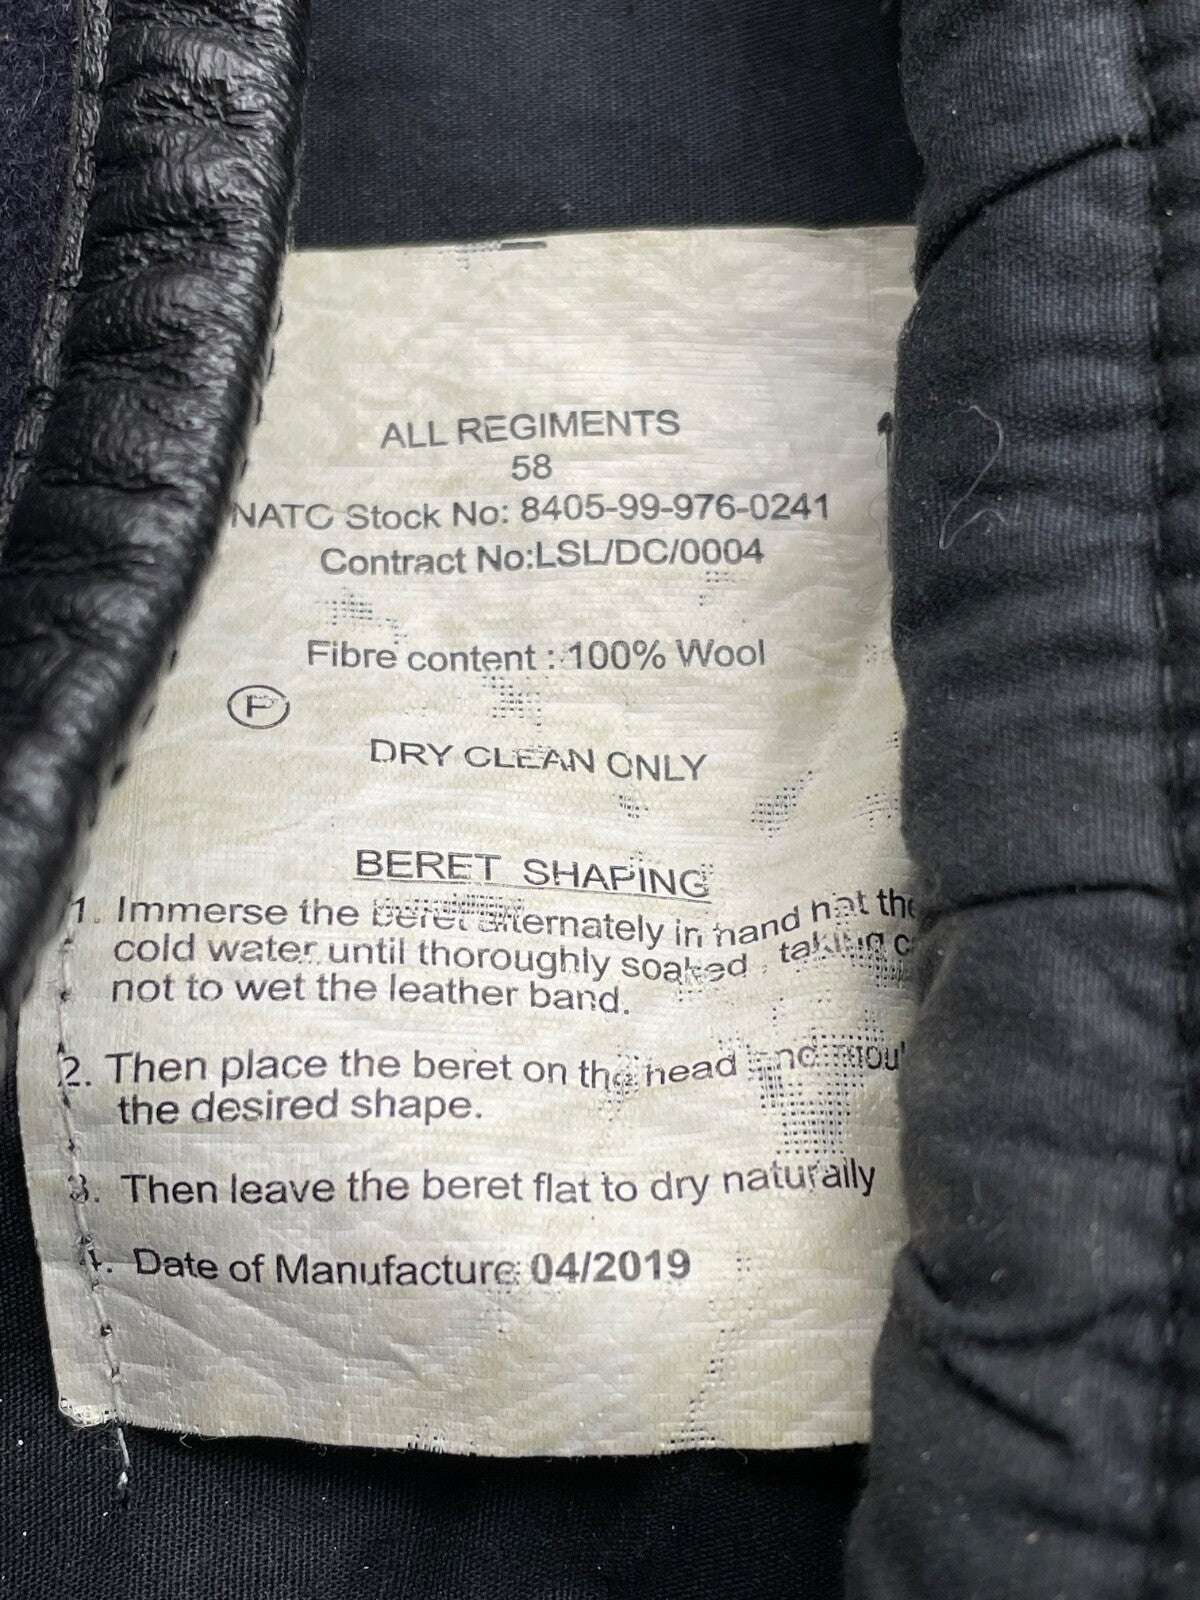 ALL REGIMENTS
58
NATO Stock No: 8405-99-976-0241
Contract No:LSL/DC/0004
Fibre content : 100% Wool
P
DRY CLEAN ONLY
BERET SHAPING
1. Immerse the beret alternately in hand hot the
cold water until thoroughly soaked, taking c
not to wet the leather band.
2. Then place the beret on the head and moul
the desired shape.
3. Then leave the beret flat to dry naturally
4. Date of Manufacture: 04/2019